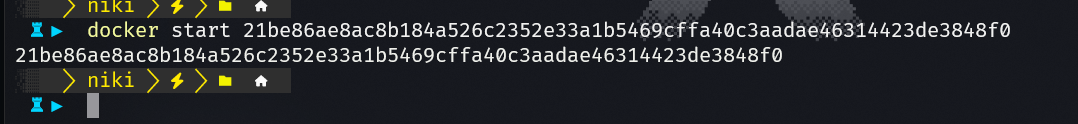 niki
docker start 21be86ae8ac8b184a526c2352e33a1b5469cffa40c3aadae46314423de3848f0
21be86ae8ac8b184a526c2352e33a1b5469cffa40c3aadae46314423de3848f0
niki